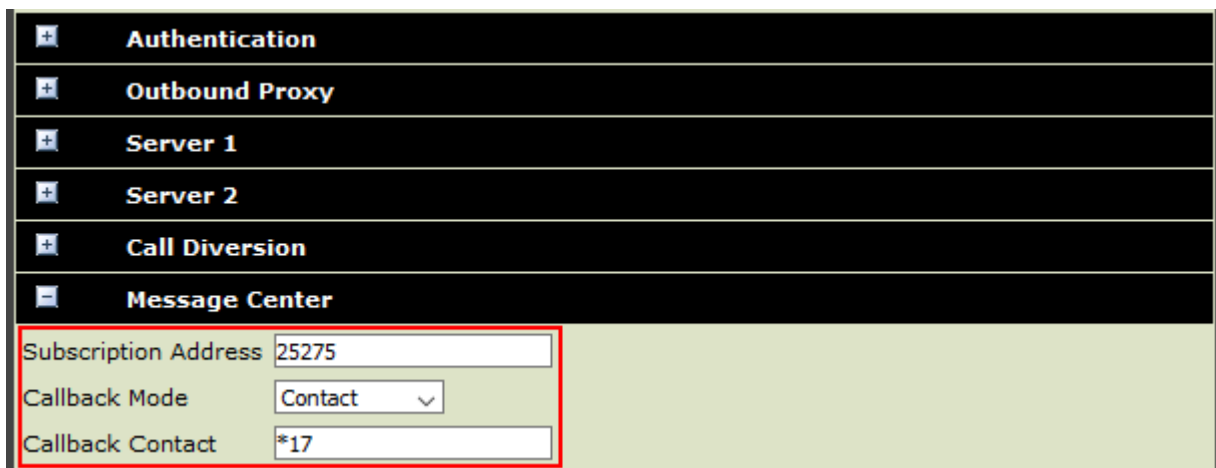 Authentication
Outbound Proxy
Server 1
Server 2
Call Diversion
Message Center
Subscription Address 25275
Callback Mode Contact
Callback Contact *17